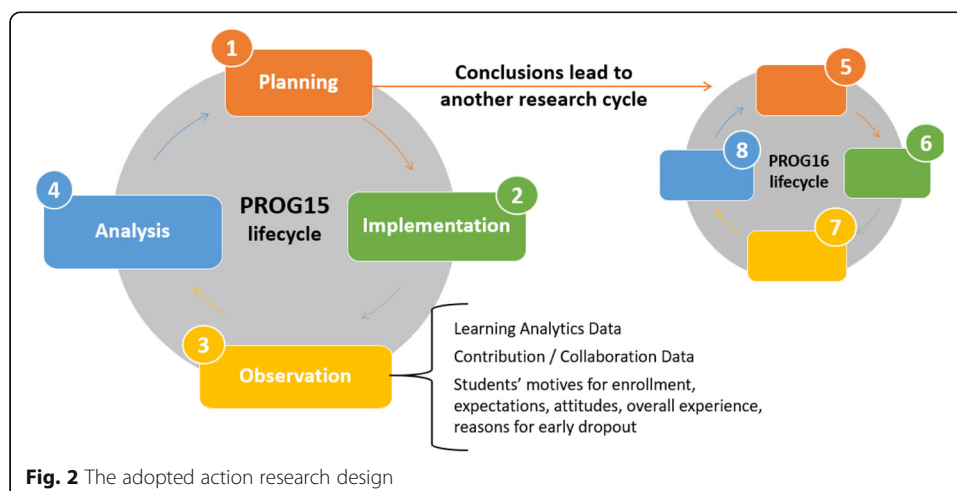 1
Planning
Conclusions lead to
another research cycle
5
4
Analysis
PROG15
lifecycle
2
Implementation
8
PROG16
lifecycle
6
7
3
Observation
Learning Analytics Data
Contribution / Collaboration Data
Students' motives for enrollment,
expectations, attitudes, overall experience,
reasons for early dropout
Fig. 2 The adopted action research design